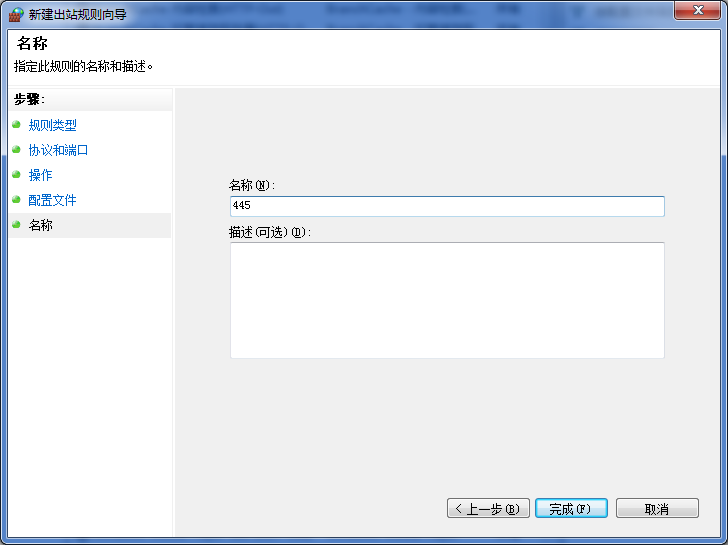 新建出站规则向导
名称
指定此规则的名称和描述。
步骤:
规则类型
协议和端口
操作
配置文件
名称
名称(N):
445
描述(可选)(D):
< 上一步(B)
完成(F)
取消